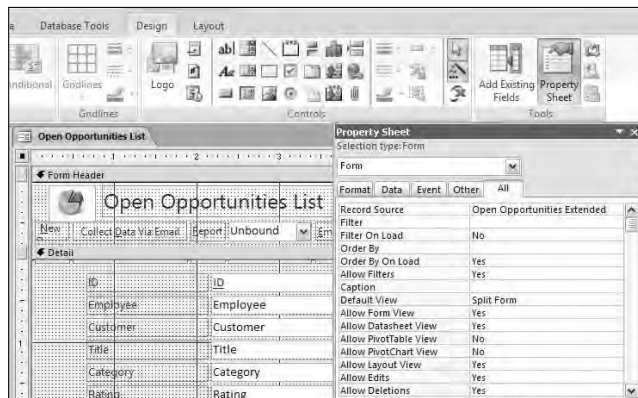 Database Tools Design Layout
Gridlines
Logo
Add Existing Fields
Property Sheet
Gridlines Controls Tools
Open Opportunities List
Form Header
Open Opportunities List
New Collect Data Via Email Report Unbound Em
Detail
ID ID
Employee Employee
Customer Customer
Title Title
Category Category
Rating Rating
Property Sheet
Selection type: Form
Form
Format Data Event Other All
Record Source Open Opportunities Extended
Filter
Filter On Load No
Order By
Order By On Load Yes
Allow Filters Yes
Caption
Default View Split Form
Allow Form View Yes
Allow Datasheet View Yes
Allow PivotTable View No
Allow PivotChart View No
Allow Layout View Yes
Allow Edits Yes
Allow Deletions Yes